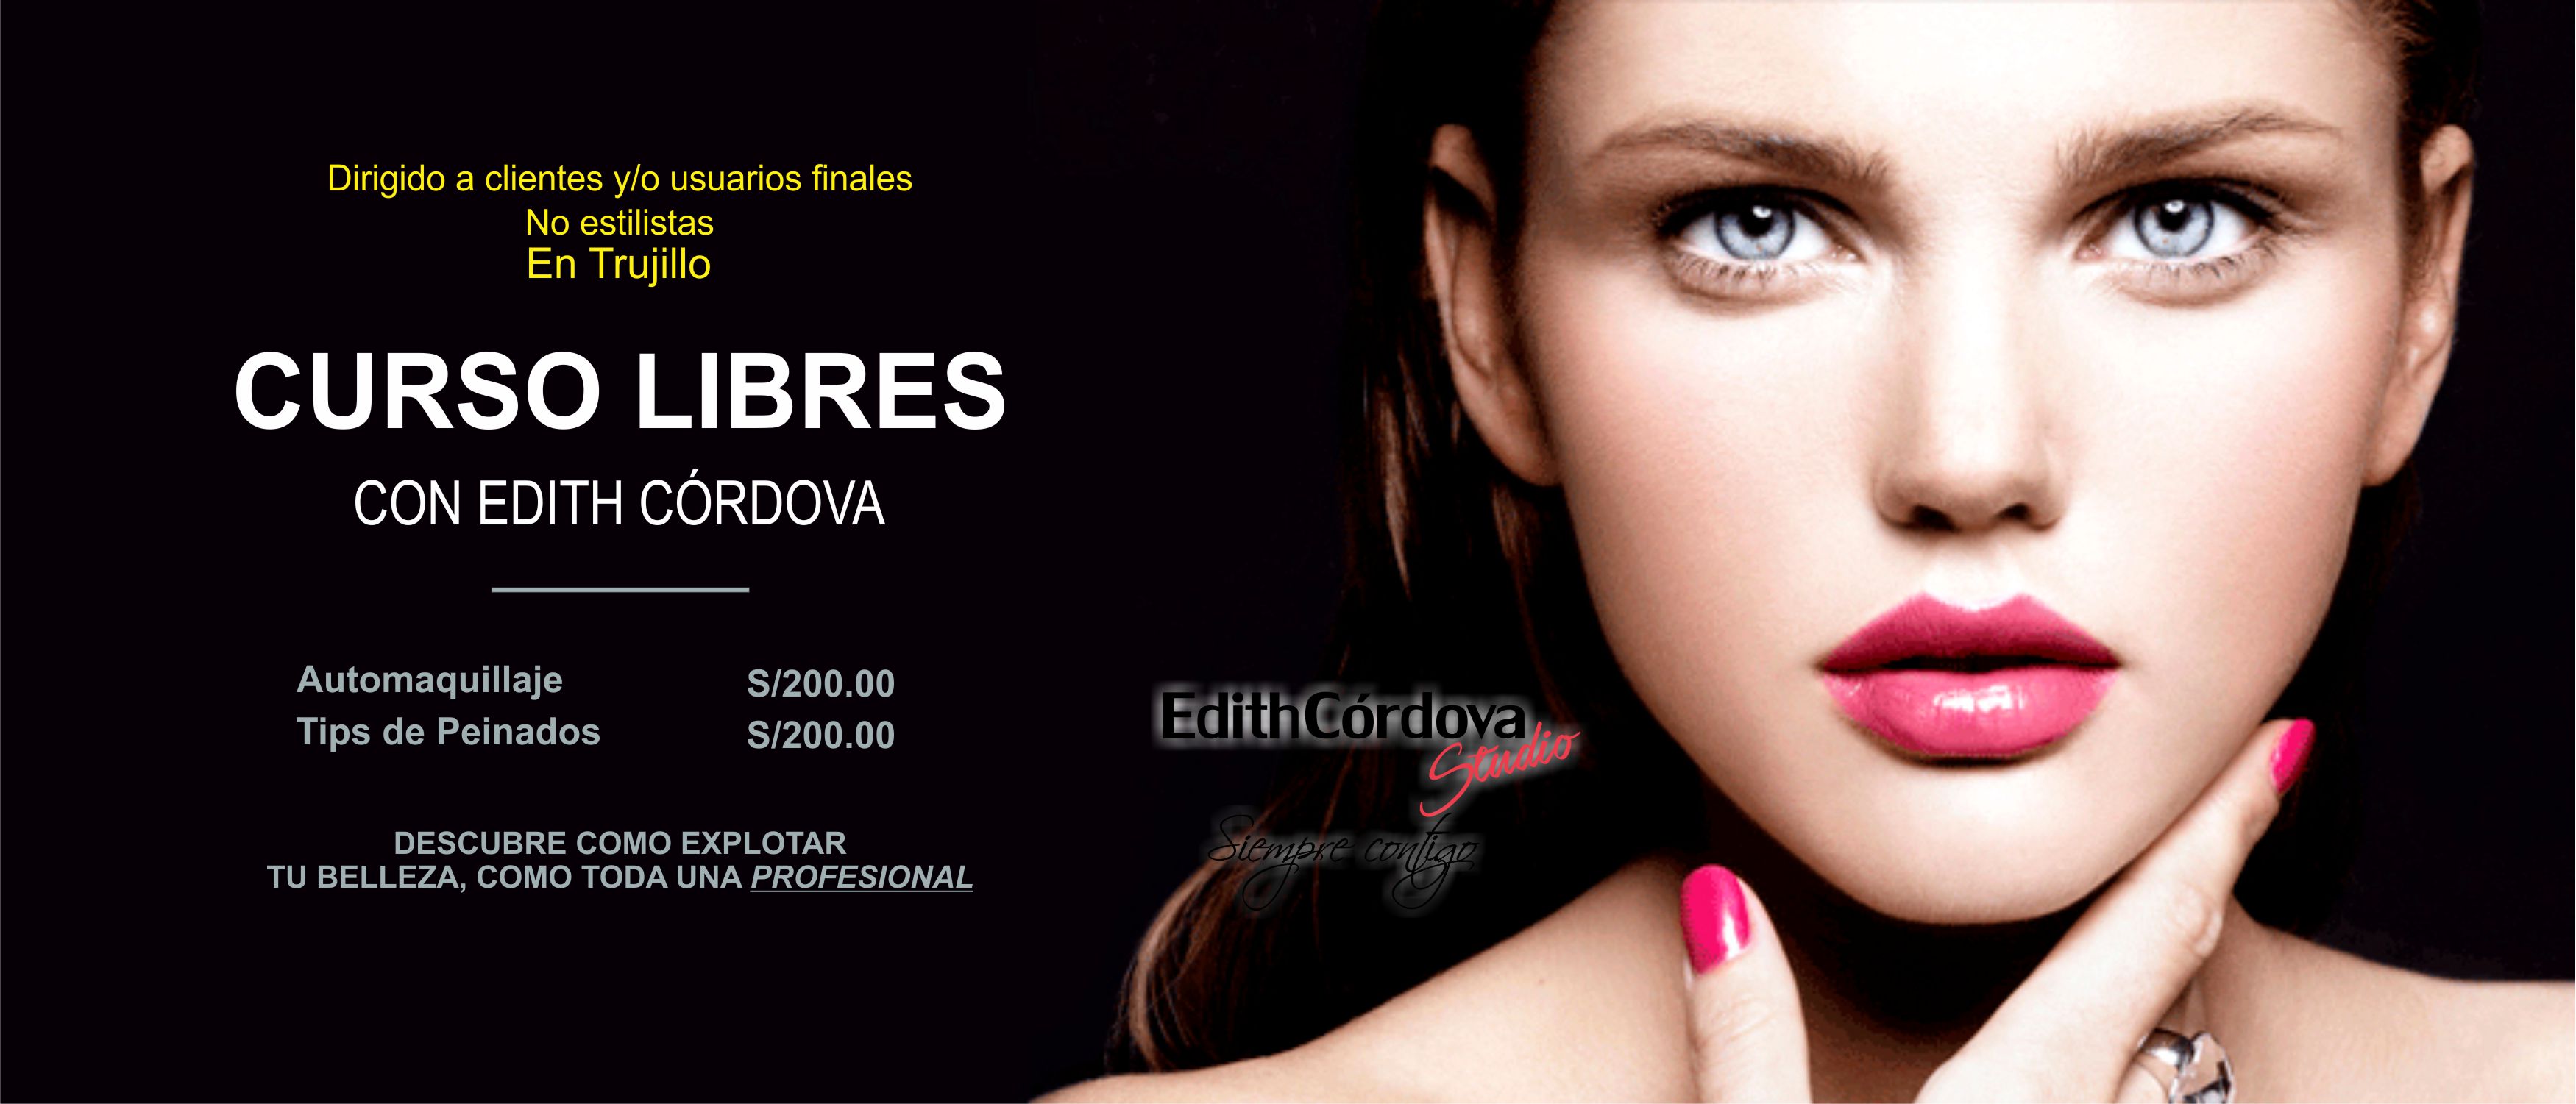 Dirigido a clientes y/o usuarios finales
No estilistas
En Trujillo
CURSO LIBRES
CON EDITH CÓRDOVA
Automaquillaje S/200.00
Tips de Peinados S/200.00
DESCUBRE COMO EXPLOTAR
TU BELLEZA, COMO TODA UNA PROFESIONAL
EdithCórdova
Studio
Siempre contigo